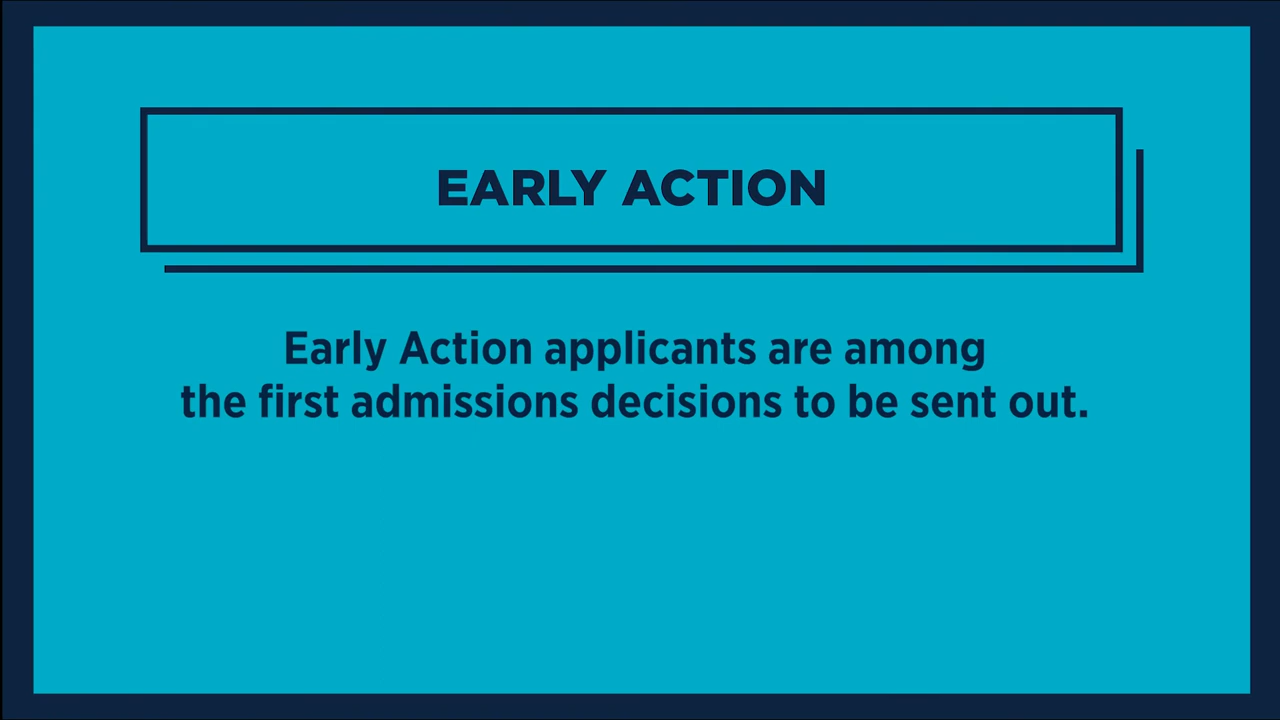 EARLY ACTION
Early Action applicants are among
the first admissions decisions to be sent out.